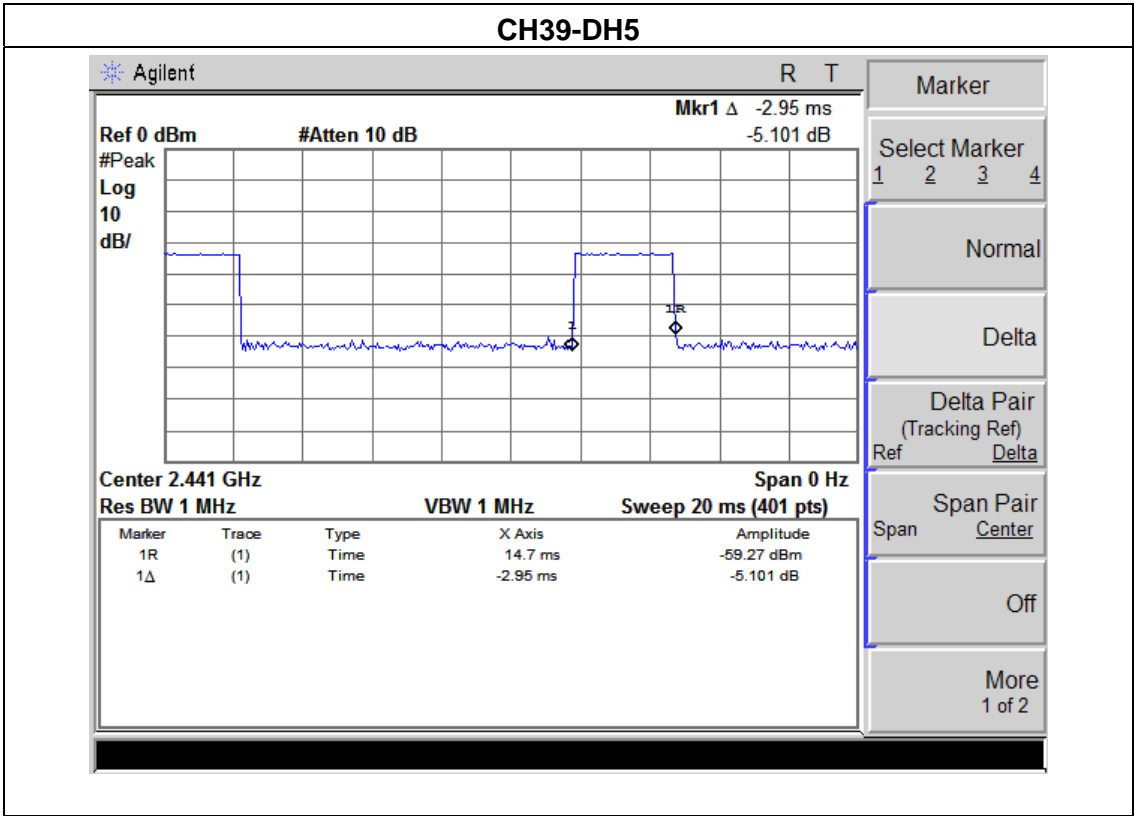 CH39-DH5
Agilent R T
Mkr1 Δ -2.95 ms
Ref 0 dBm #Atten 10 dB -5.101 dB
#Peak
Log
10
dB/
1R
1
Center 2.441 GHz Span 0 Hz
Res BW 1 MHz VBW 1 MHz Sweep 20 ms (401 pts)
Marker Trace Type X Axis Amplitude
1R (1) Time 14.7 ms -59.27 dBm
1Δ (1) Time -2.95 ms -5.101 dB
Marker
Select Marker
1 2 3 4
Normal
Delta
Delta Pair
(Tracking Ref)
Ref Delta
Span Pair
Span Center
Off
More
1 of 2